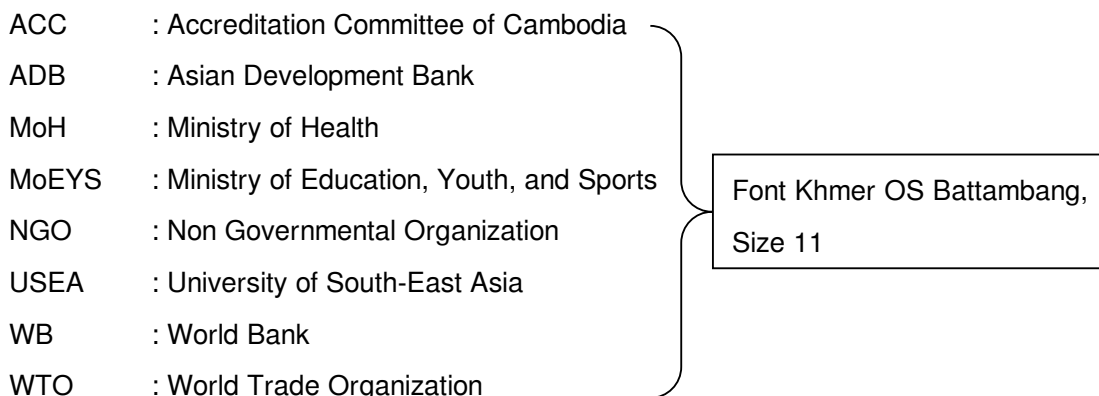 ACC : Accreditation Committee of Cambodia
ADB : Asian Development Bank
MoH : Ministry of Health
MoEYS : Ministry of Education, Youth, and Sports
NGO : Non Governmental Organization
USEA : University of South-East Asia
WB : World Bank
WTO : World Trade Organization
Font Khmer OS Battambang,
Size 11